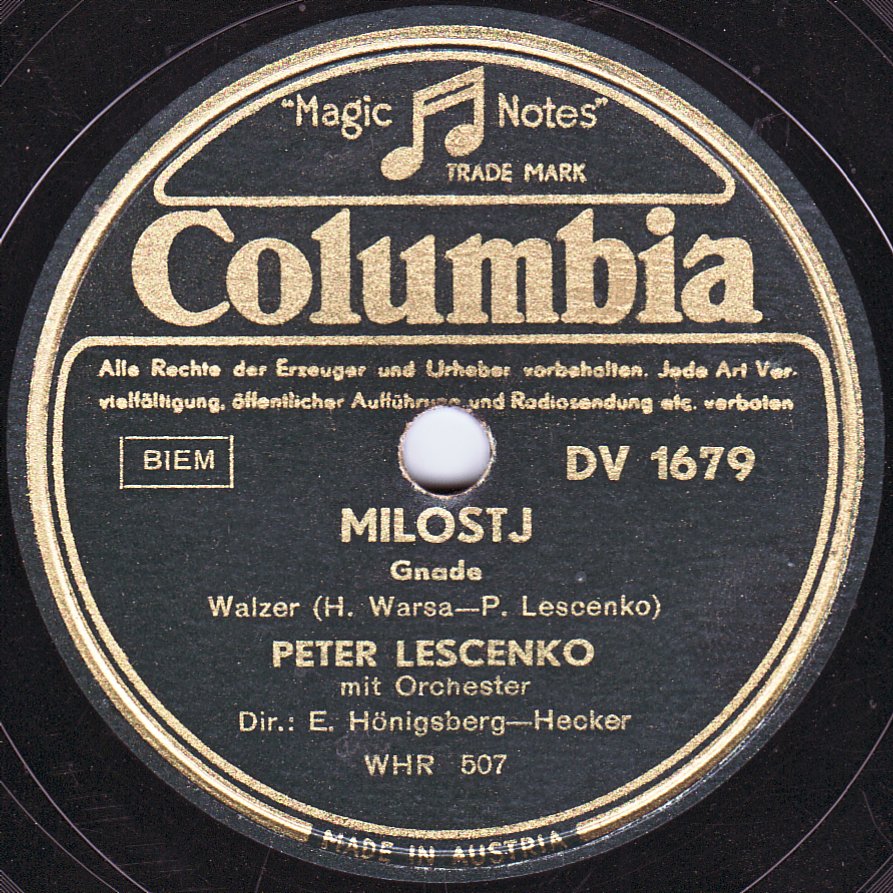 "Magic Notes"
TRADE MARK
Columbia
Alle Rechte der Erzeuger und Urheber vorbehalten. Jede Art Ver-
vielfältigung, öffentlicher Aufführung und Radiosendung etc. verboten
BIEM DV 1679
MILOSTJ
Gnade
Walzer (H. Warsa—P. Lescenko)
PETER LESCENKO
mit Orchester
Dir.: E. Hönigsberg—Hecker
WHR 507
MADE IN AUSTRIA